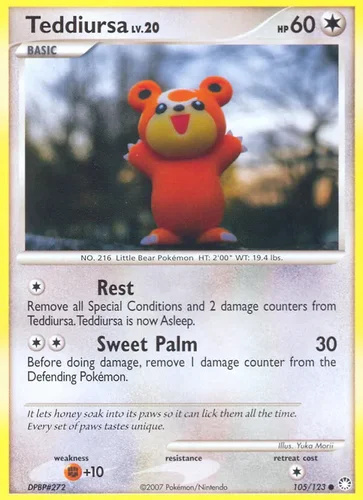 Teddiursa LV.20 HP 60
BASIC
NO. 216 Little Bear Pokémon HT: 2'00" WT: 19.4 lbs.
Rest
Remove all Special Conditions and 2 damage counters from
Teddiursa. Teddiursa is now Asleep.
Sweet Palm 30
Before doing damage, remove 1 damage counter from the
Defending Pokémon.
It lets honey soak into its paws so it can lick them all the time.
Every set of paws tastes unique.
Illus. Yuka Morii
weakness resistance retreat cost
+10
DPBP#272 ©2007 Pokémon/Nintendo 105/123